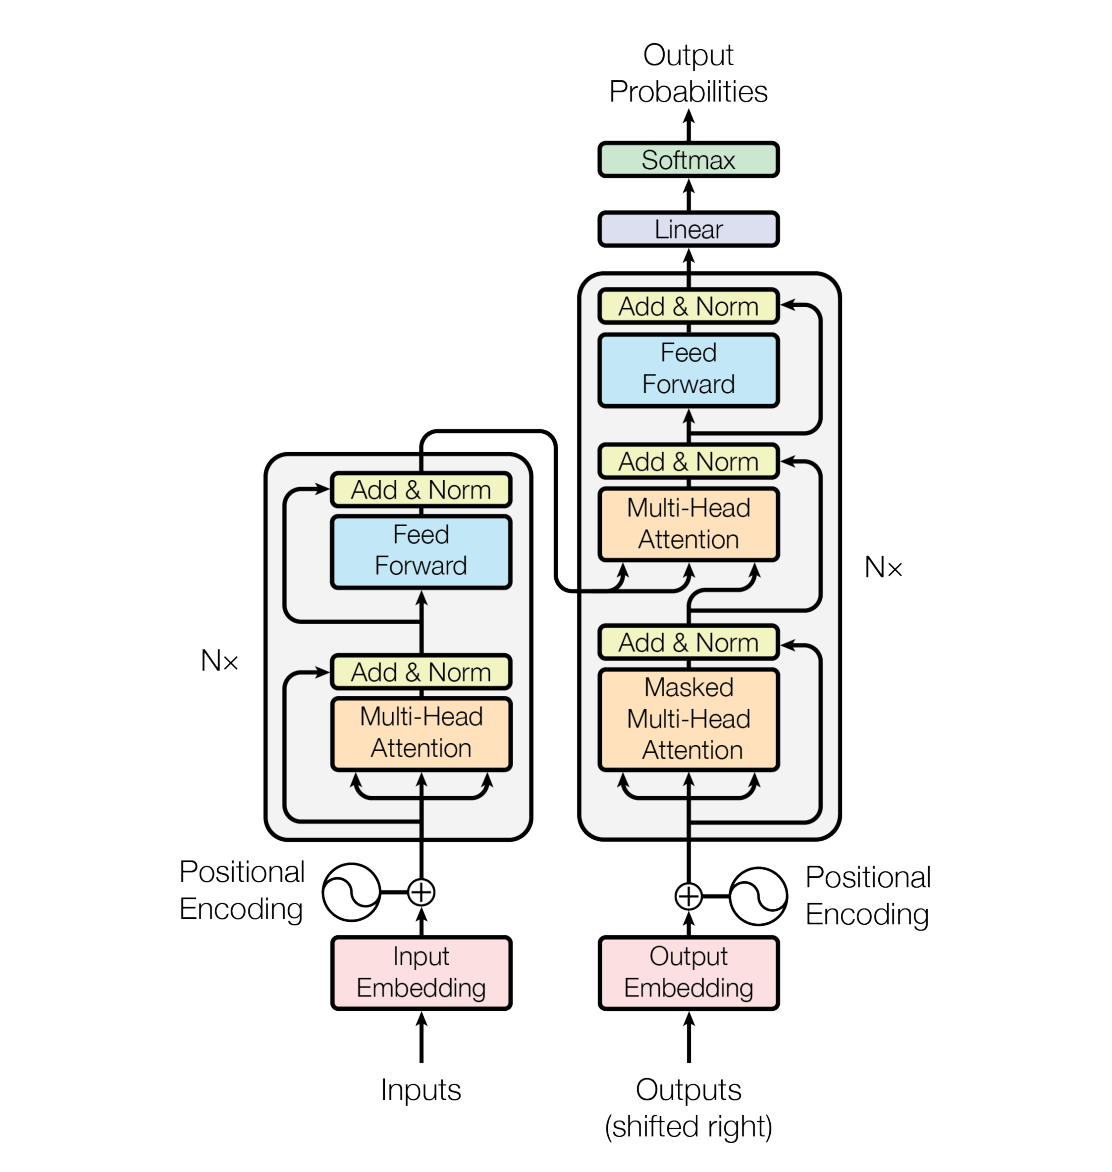 Output
Probabilities
Softmax
Linear
Add & Norm
Feed
Forward
Add & Norm
Multi-Head
Attention
Add & Norm
Masked
Multi-Head
Attention
N×
Positional
Encoding
Output
Embedding
Outputs
(shifted right)
Add & Norm
Feed
Forward
Add & Norm
Multi-Head
Attention
N×
Positional
Encoding
Input
Embedding
Inputs